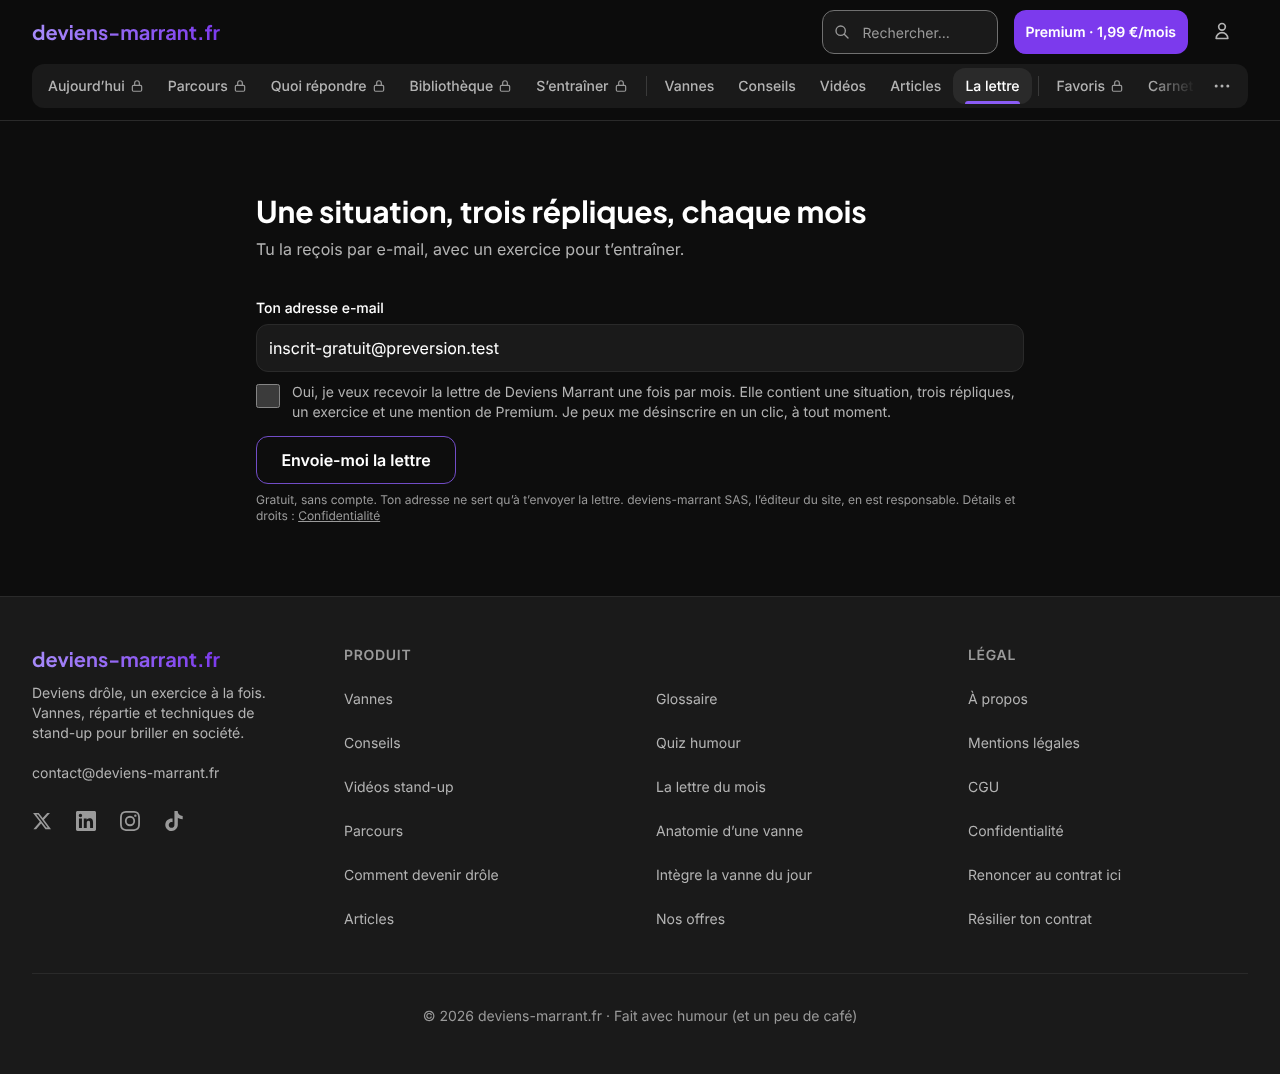 deviens-marrant.fr
Rechercher...
Premium · 1,99 €/mois
Aujourd’hui
Parcours
Quoi répondre
Bibliothèque
S’entraîner
Vannes
Conseils
Vidéos
Articles
La lettre
Favoris
Carnet
Une situation, trois répliques, chaque mois
Tu la reçois par e-mail, avec un exercice pour t’entraîner.
Ton adresse e-mail
inscrit-gratuit@preversion.test
Oui, je veux recevoir la lettre de Deviens Marrant une fois par mois. Elle contient une situation, trois répliques,
un exercice et une mention de Premium. Je peux me désinscrire en un clic, à tout moment.
Envoie-moi la lettre
Gratuit, sans compte. Ton adresse ne sert qu’à t’envoyer la lettre. deviens-marrant SAS, l’éditeur du site, en est responsable. Détails et
droits : Confidentialité
deviens-marrant.fr
Deviens drôle, un exercice à la fois.
Vannes, répartie et techniques de
stand-up pour briller en société.
contact@deviens-marrant.fr
PRODUIT
Vannes
Conseils
Vidéos stand-up
Parcours
Comment devenir drôle
Articles
Glossaire
Quiz humour
La lettre du mois
Anatomie d’une vanne
Intègre la vanne du jour
Nos offres
LÉGAL
À propos
Mentions légales
CGU
Confidentialité
Renoncer au contrat ici
Résilier ton contrat
© 2026 deviens-marrant.fr · Fait avec humour (et un peu de café)